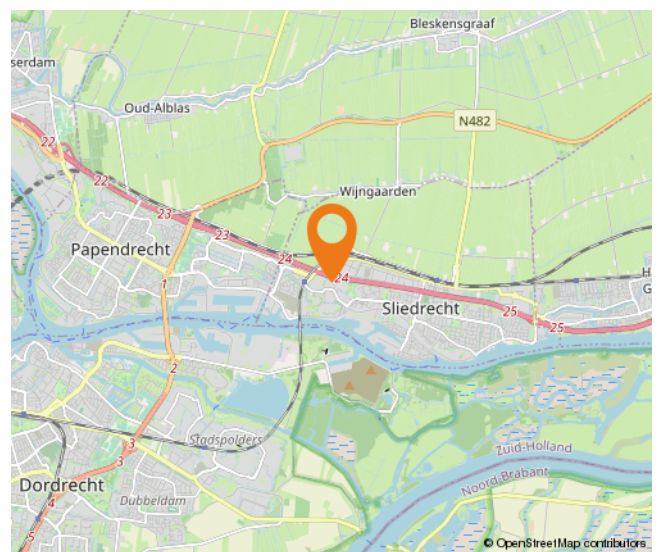 Bleskensgraaf
serdam
Oud-Alblas
N482
22
22
Wijngaarden
23
Papendrecht
23
24
24
1
Sliedrecht
H
G
25
25
2
Stadspolders
3
3
Zuid-Holland
Noord-Brabant
Dordrecht
Dubbeldam
4
5
© OpenStreetMap contributors